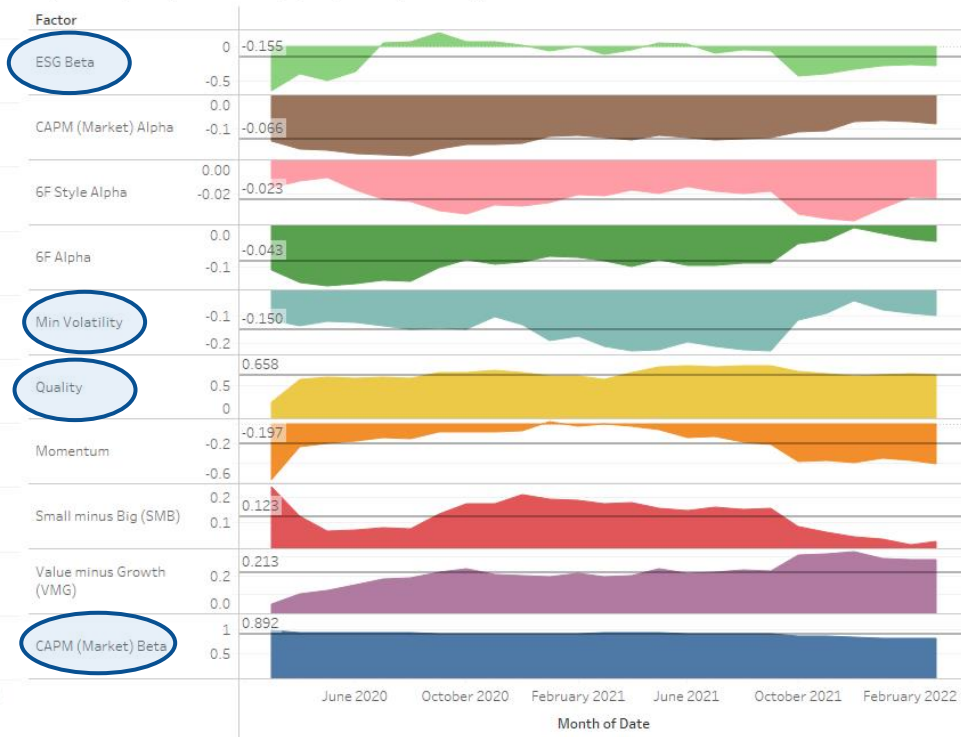 Factor
ESG Beta
0
-0.5
-0.155
CAPM (Market) Alpha
0.0
-0.1
-0.066
6F Style Alpha
0.00
-0.02
-0.023
6F Alpha
0.0
-0.1
-0.043
Min Volatility
-0.1
-0.2
-0.150
Quality
0.5
0
0.658
Momentum
-0.2
-0.6
-0.197
Small minus Big (SMB)
0.2
0.1
0.123
Value minus Growth
(VMG)
0.2
0.0
0.213
CAPM (Market) Beta
1
0.5
0.892
June 2020 October 2020 February 2021 June 2021 October 2021 February 2022
Month of Date